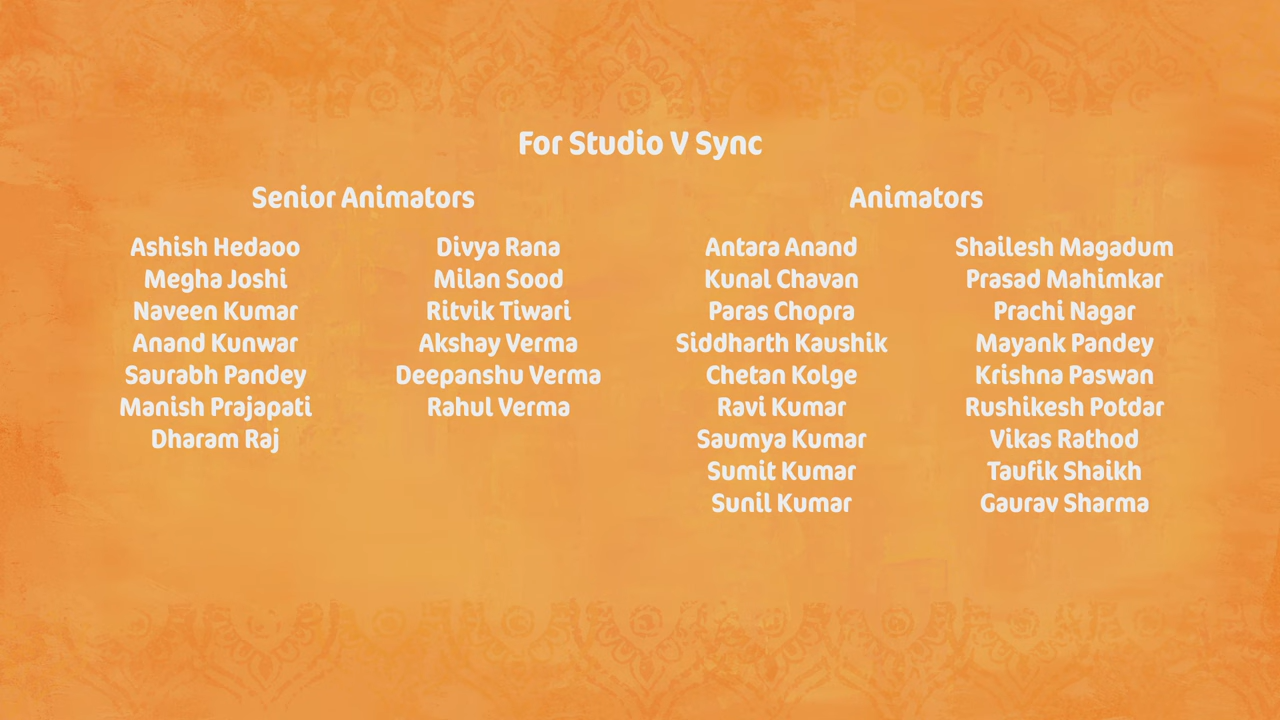 For Studio V Sync
Senior Animators
Ashish Hedaoo
Megha Joshi
Naveen Kumar
Anand Kunwar
Saurabh Pandey
Manish Prajapati
Dharam Raj
Divya Rana
Milan Sood
Ritvik Tiwari
Akshay Verma
Deepanshu Verma
Rahul Verma
Animators
Antara Anand
Kunal Chavan
Paras Chopra
Siddharth Kaushik
Chetan Kolge
Ravi Kumar
Saumya Kumar
Sumit Kumar
Sunil Kumar
Shailesh Magadum
Prasad Mahimkar
Prachi Nagar
Mayank Pandey
Krishna Paswan
Rushikesh Potdar
Vikas Rathod
Taufik Shaikh
Gaurav Sharma